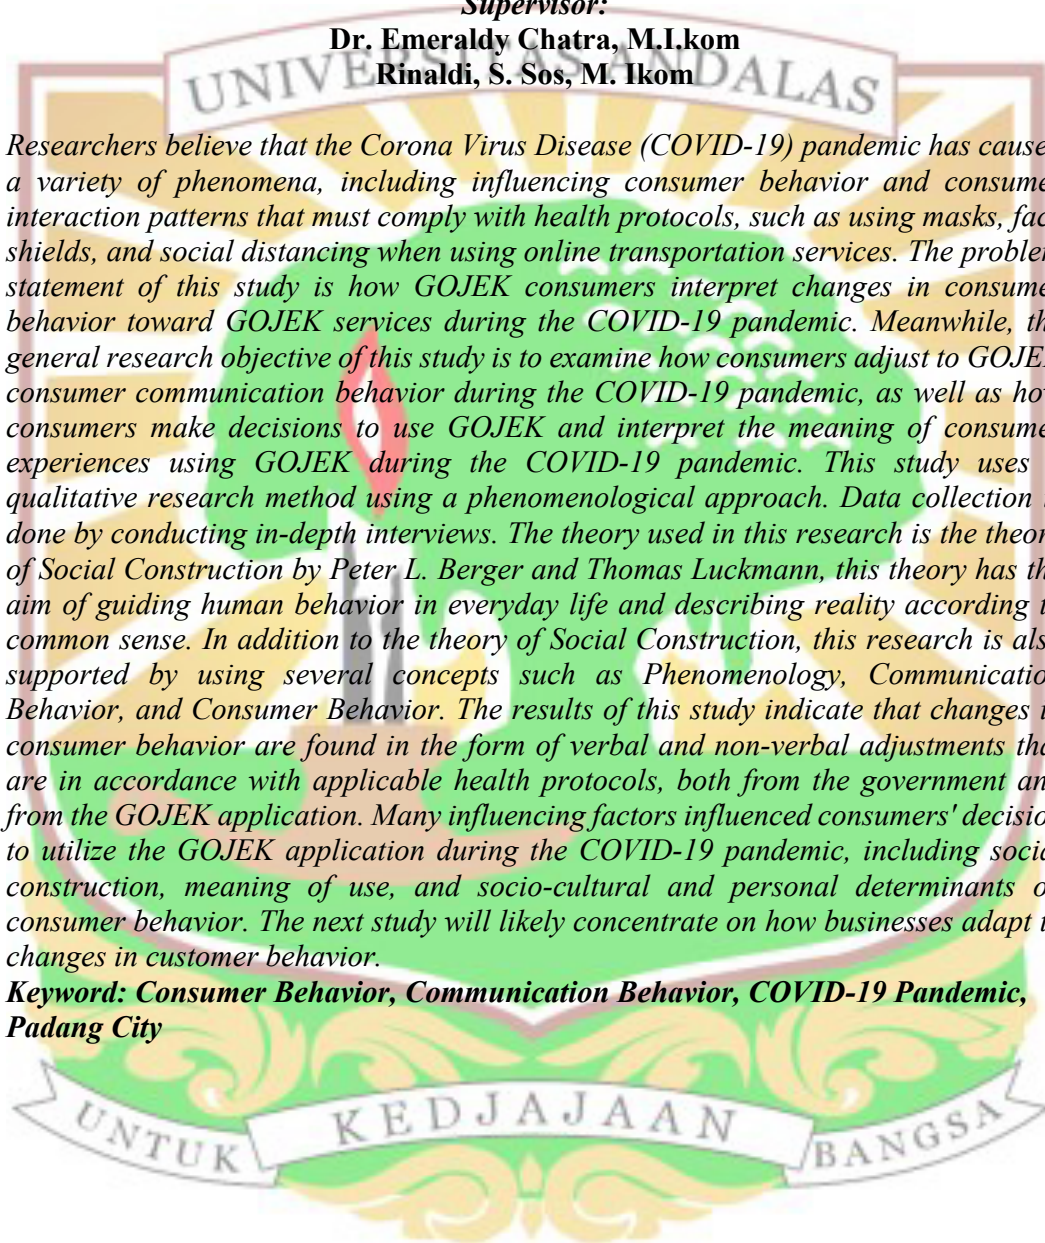 Supervisor:
Dr. Emeraldy Chatra, M.I.kom
Rinaldi, S. Sos, M. Ikom
UNIVERSITAS ANDALAS
Researchers believe that the Corona Virus Disease (COVID-19) pandemic has cause
a variety of phenomena, including influencing consumer behavior and consume
interaction patterns that must comply with health protocols, such as using masks, fac
shields, and social distancing when using online transportation services. The problem
statement of this study is how GOJEK consumers interpret changes in consume
behavior toward GOJEK services during the COVID-19 pandemic. Meanwhile, th
general research objective of this study is to examine how consumers adjust to GOJE
consumer communication behavior during the COVID-19 pandemic, as well as ho
consumers make decisions to use GOJEK and interpret the meaning of consume
experiences using GOJEK during the COVID-19 pandemic. This study uses
qualitative research method using a phenomenological approach. Data collection
done by conducting in-depth interviews. The theory used in this research is the theor
of Social Construction by Peter L. Berger and Thomas Luckmann, this theory has th
aim of guiding human behavior in everyday life and describing reality according t
common sense. In addition to the theory of Social Construction, this research is als
supported by using several concepts such as Phenomenology, Communicatio
Behavior, and Consumer Behavior. The results of this study indicate that changes i
consumer behavior are found in the form of verbal and non-verbal adjustments tha
are in accordance with applicable health protocols, both from the government an
from the GOJEK application. Many influencing factors influenced consumers' decisio
to utilize the GOJEK application during the COVID-19 pandemic, including socia
construction, meaning of use, and socio-cultural and personal determinants o
consumer behavior. The next study will likely concentrate on how businesses adapt t
changes in customer behavior.
Keyword: Consumer Behavior, Communication Behavior, COVID-19 Pandemic,
Padang City
UNTUK KEDJAJAAN BANGSA